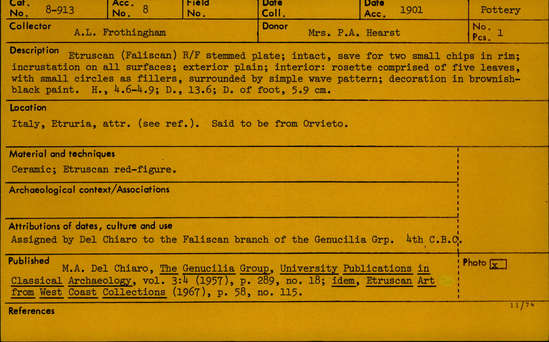 Cat. No. 8-913 Acc. No. 8 Field No. Date Coll. Date Acc. 1901 Pottery
Collector A.L. Frothingham Donor Mrs. P.A. Hearst No. Pcs. 1
Description Etruscan (Faliscan) R/F stemmed plate; intact, save for two small chips in rim;
incrustation on all surfaces; exterior plain; interior: rosette comprised of five leaves,
with small circles as fillers, surrounded by simple wave pattern; decoration in brownish-
black paint. H., 4.6-4.9; D., 13.6; D. of foot, 5.9 cm.
Location
Italy, Etruria, attr. (see ref.). Said to be from Orvieto.
Material and techniques
Ceramic; Etruscan red-figure.
Archaeological context/Associations
Attributions of dates, culture and use
Assigned by Del Chiaro to the Faliscan branch of the Genucilia Grp. 4th C.B.C.
Published Photo x
M.A. Del Chiaro, The Genucilia Group, University Publications in
Classical Archaeology, vol. 3:4 (1957), p. 289, no. 18; idem, Etruscan Art
from West Coast Collections (1967), p. 58, no. 115.
References 11/76